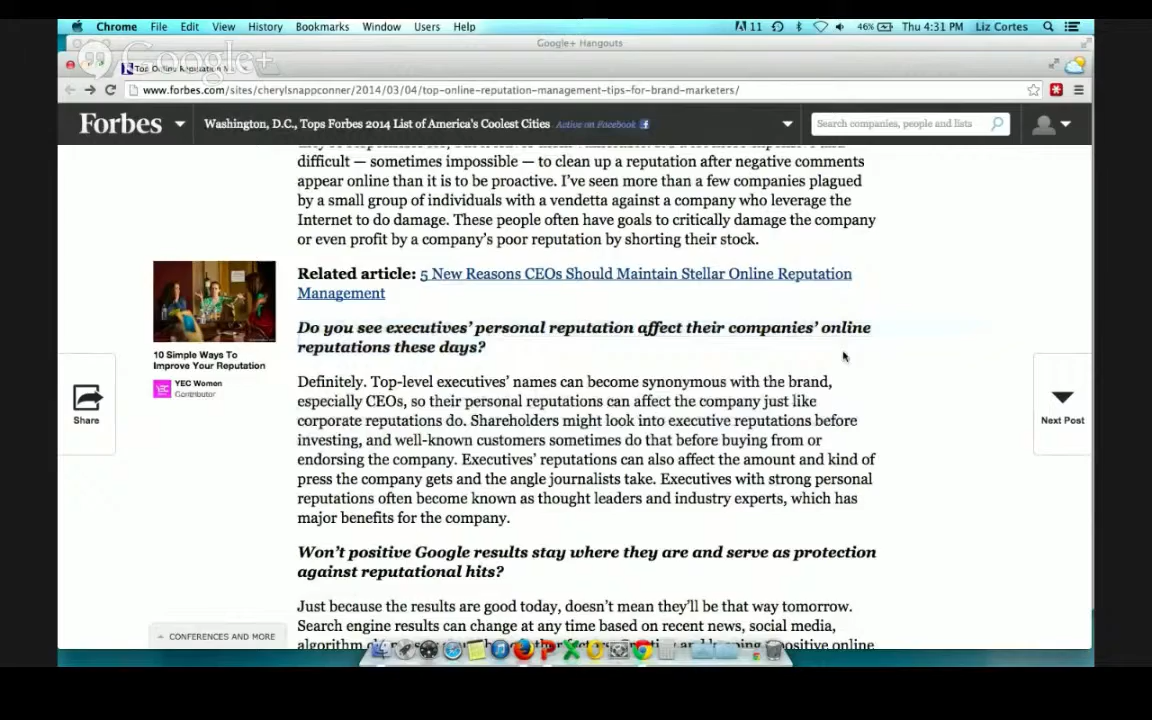 Chrome File Edit View History Bookmarks Window Users Help 11 46% Thu 4:31 PM Liz Cortes
Google+ Hangouts
Google+
Top Online Reputation
www.forbes.com/sites/cherylsnappconner/2014/03/04/top-online-reputation-management-tips-for-brand-marketers/
Forbes Washington, D.C., Tops Forbes 2014 List of America's Coolest Cities Active on Facebook Search companies, people and lists
difficult — sometimes impossible — to clean up a reputation after negative comments
appear online than it is to be proactive. I've seen more than a few companies plagued
by a small group of individuals with a vendetta against a company who leverage the
Internet to do damage. These people often have goals to critically damage the company
or even profit by a company's poor reputation by shorting their stock.
Related article: 5 New Reasons CEOs Should Maintain Stellar Online Reputation
Management
Do you see executives' personal reputation affect their companies' online
reputations these days?
10 Simple Ways To
Improve Your Reputation
YEC Women
Contributor
Share
Next Post
Definitely. Top-level executives' names can become synonymous with the brand,
especially CEOs, so their personal reputations can affect the company just like
corporate reputations do. Shareholders might look into executive reputations before
investing, and well-known customers sometimes do that before buying from or
endorsing the company. Executives' reputations can also affect the amount and kind of
press the company gets and the angle journalists take. Executives with strong personal
reputations often become known as thought leaders and industry experts, which has
major benefits for the company.
Won't positive Google results stay where they are and serve as protection
against reputational hits?
Just because the results are good today, doesn't mean they'll be that way tomorrow.
Search engine results can change at any time based on recent news, social media,
CONFERENCES AND MORE
positive online